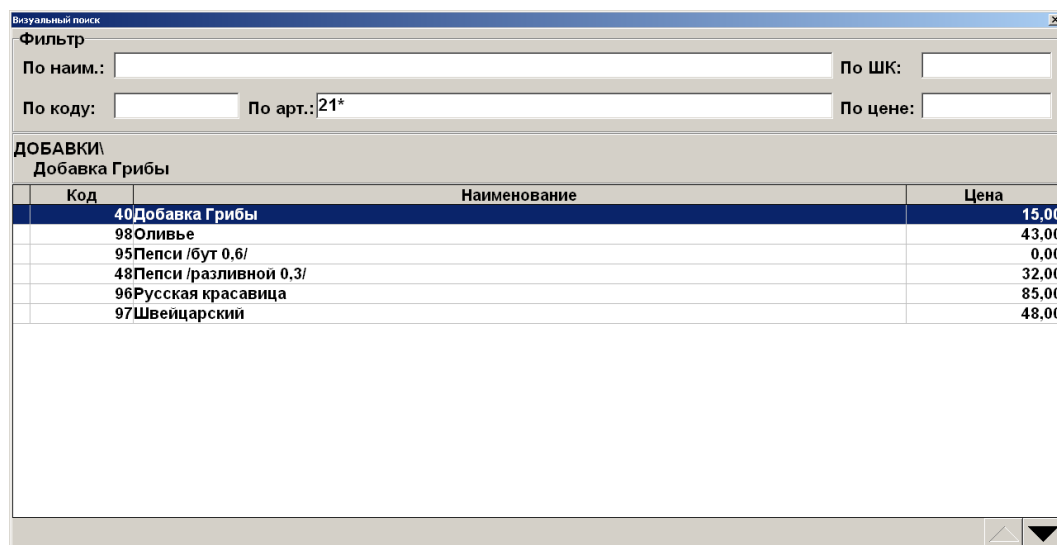 Визуальный поиск
Фильтр
По наим.: По ШК:
По коду: По арт.: 21* По цене:
ДОБАВКИ\
Добавка Грибы
Код Наименование Цена
40 Добавка Грибы 15,00
98 Оливье 43,00
95 Пепси /бут 0,6/ 0,00
48 Пепси /разливной 0,3/ 32,00
96 Русская красавица 85,00
97 Швейцарский 48,00